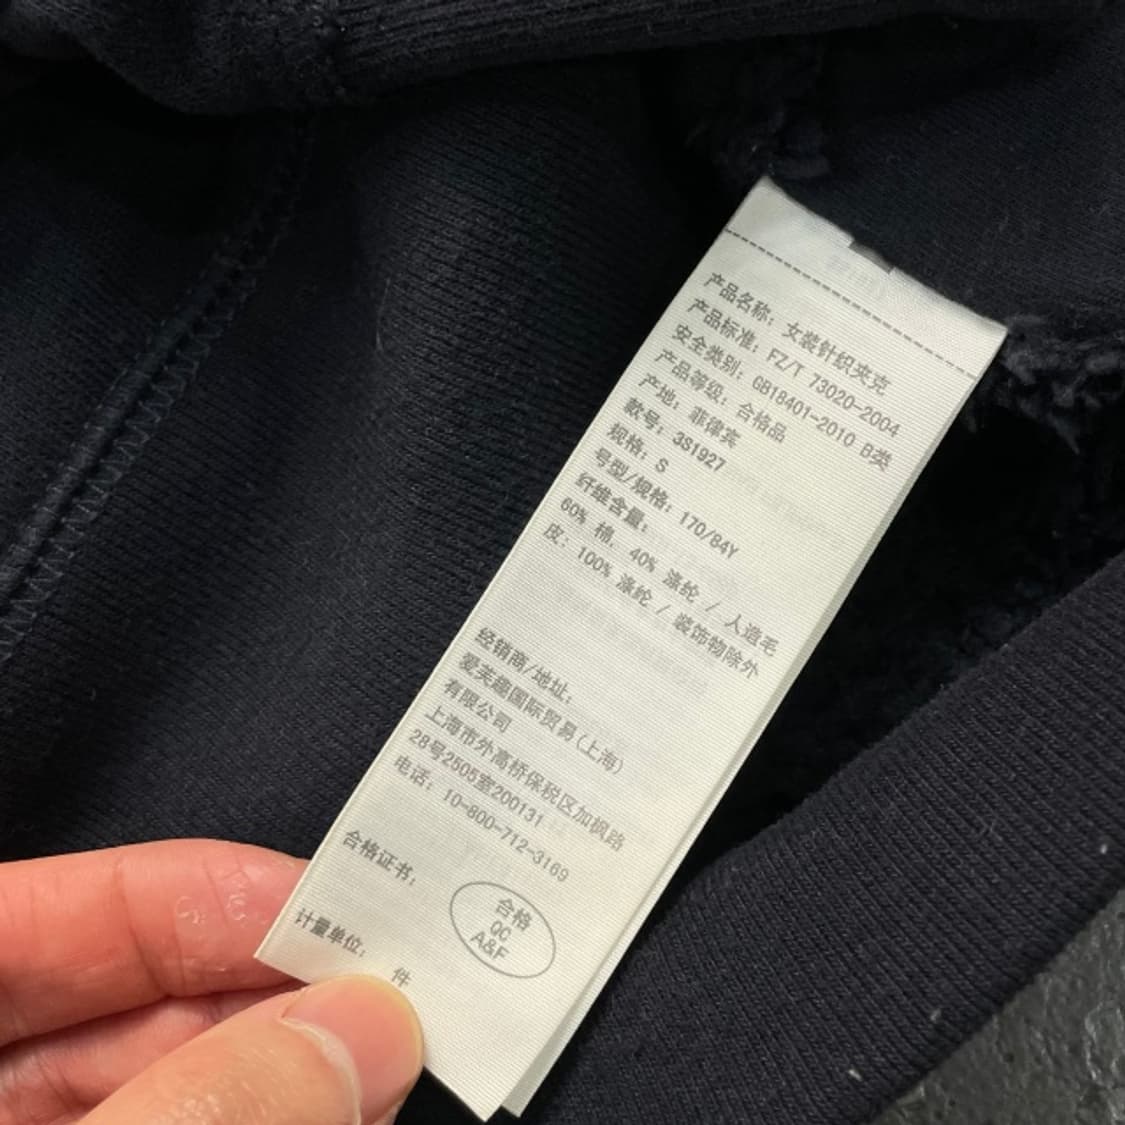 产品名称：女装针织夹克
产品标准：FZ/T 73020-2004
安全类别：GB18401-2010 B类
产品等级：合格品
产地：菲律宾
款号：3S1927
规格：S
号型/规格：170/84Y
纤维含量：
60% 棉, 40% 涤纶 / 人造毛
皮：100% 涤纶 / 装饰物除外
经销商/地址：
爱芙趣国际贸易(上海)
有限公司
上海市外高桥保税区加枫路
28号2505室200131
电话：10-800-712-3169
合格证书：
合格
QC
A&F
计量单位： 件